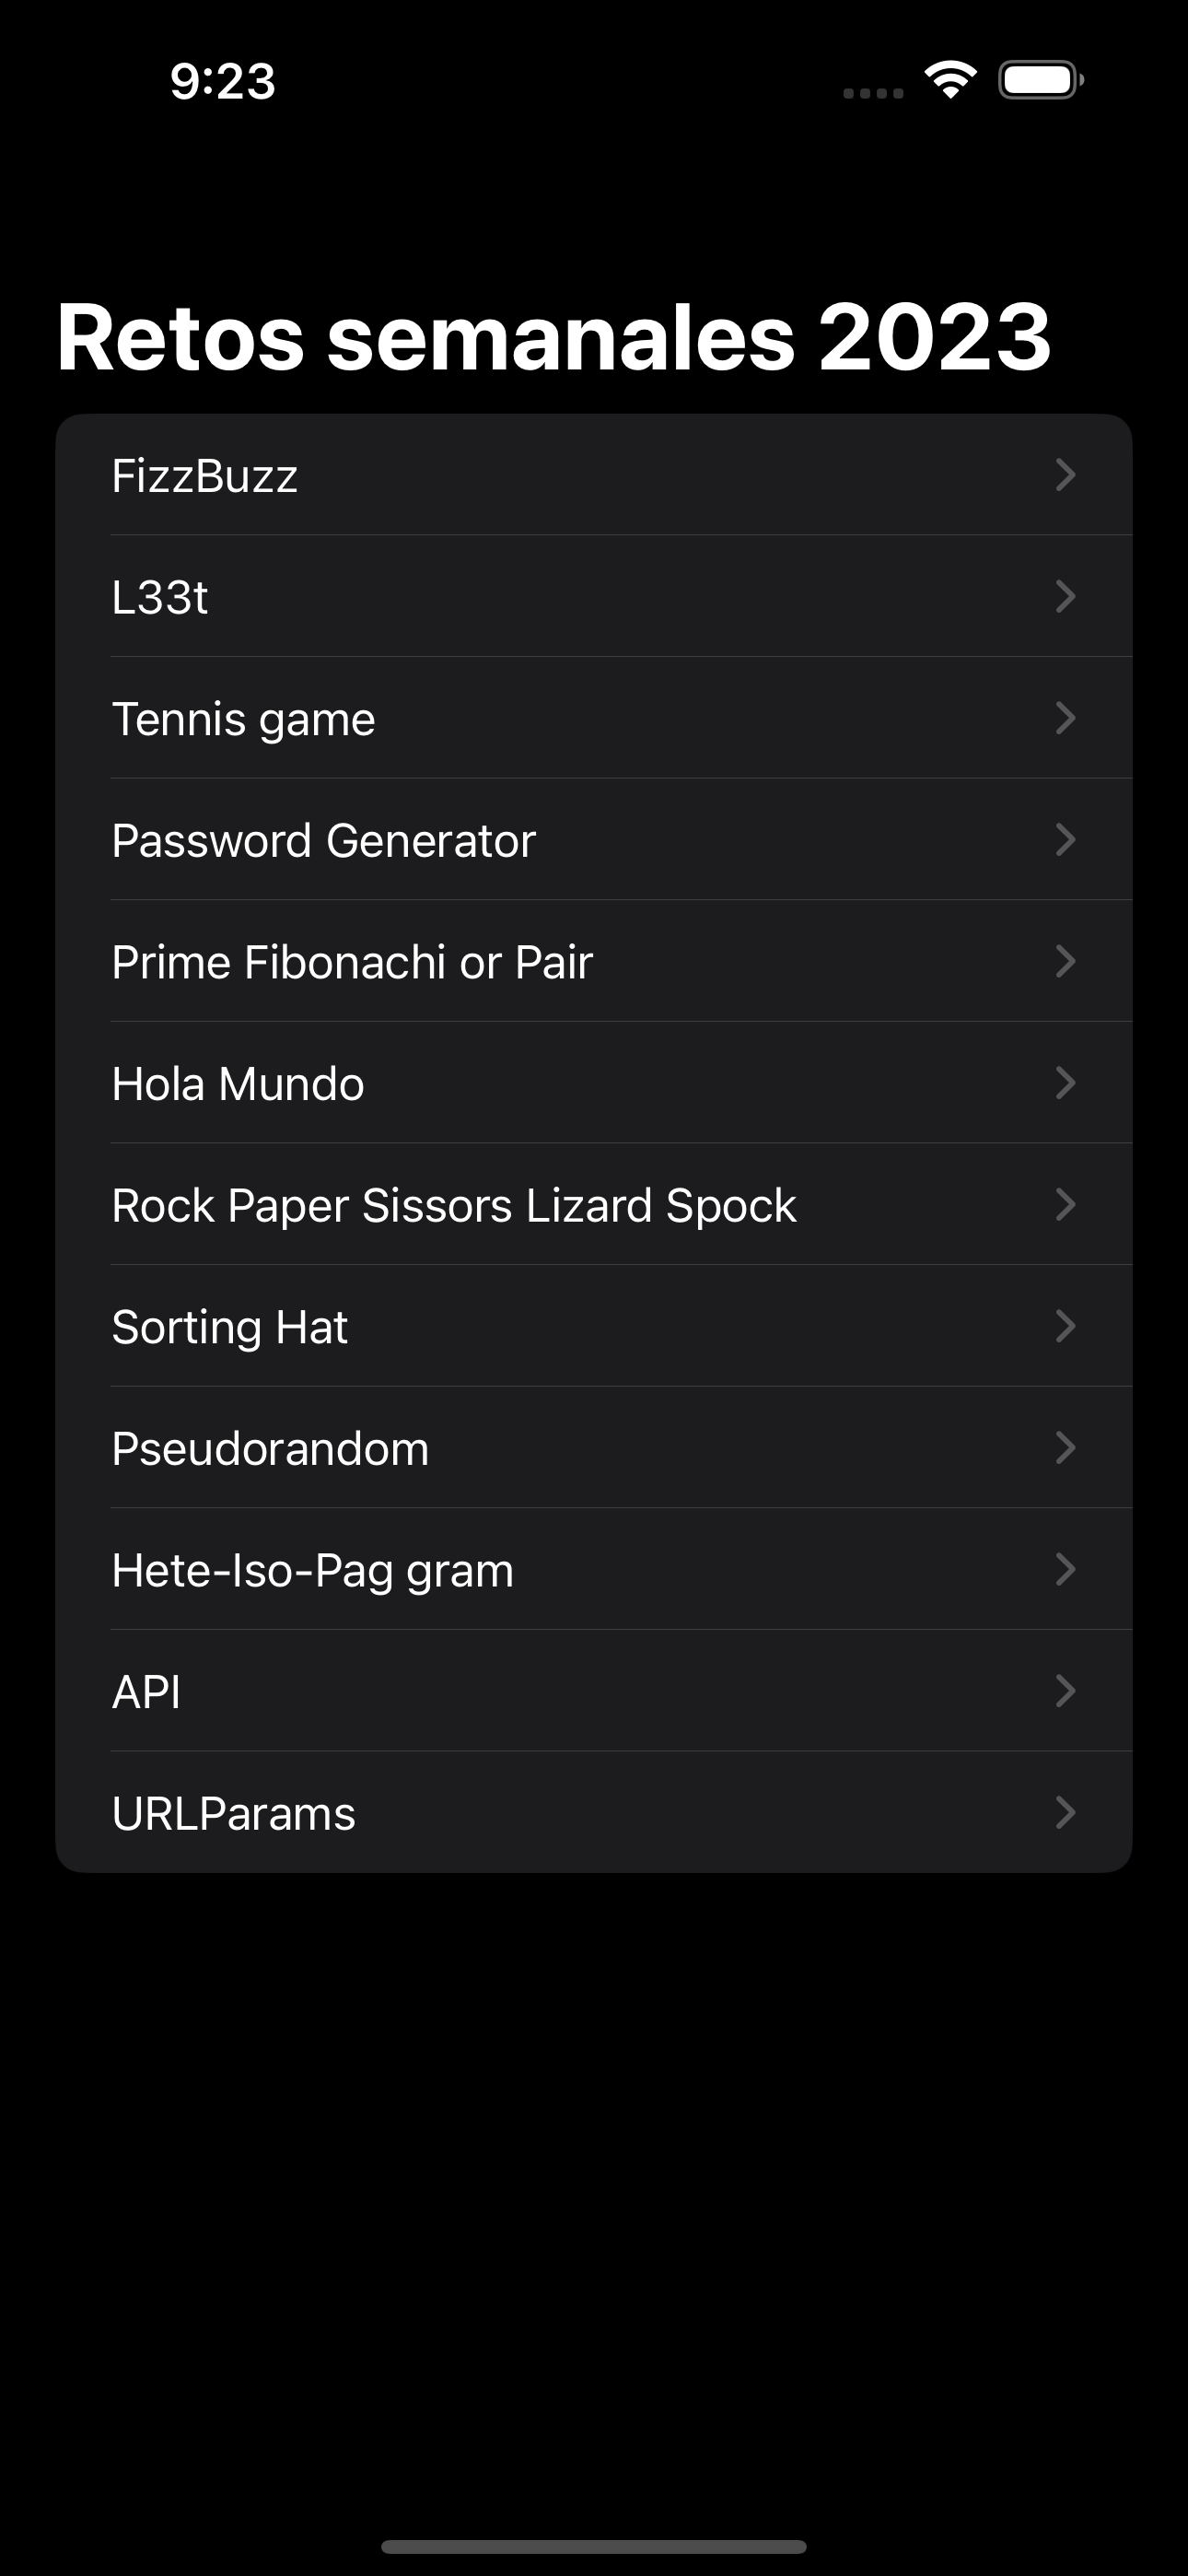 9:23
Retos semanales 2023
FizzBuzz
L33t
Tennis game
Password Generator
Prime Fibonachi or Pair
Hola Mundo
Rock Paper Sissors Lizard Spock
Sorting Hat
Pseudorandom
Hete-Iso-Pag gram
API
URLParams